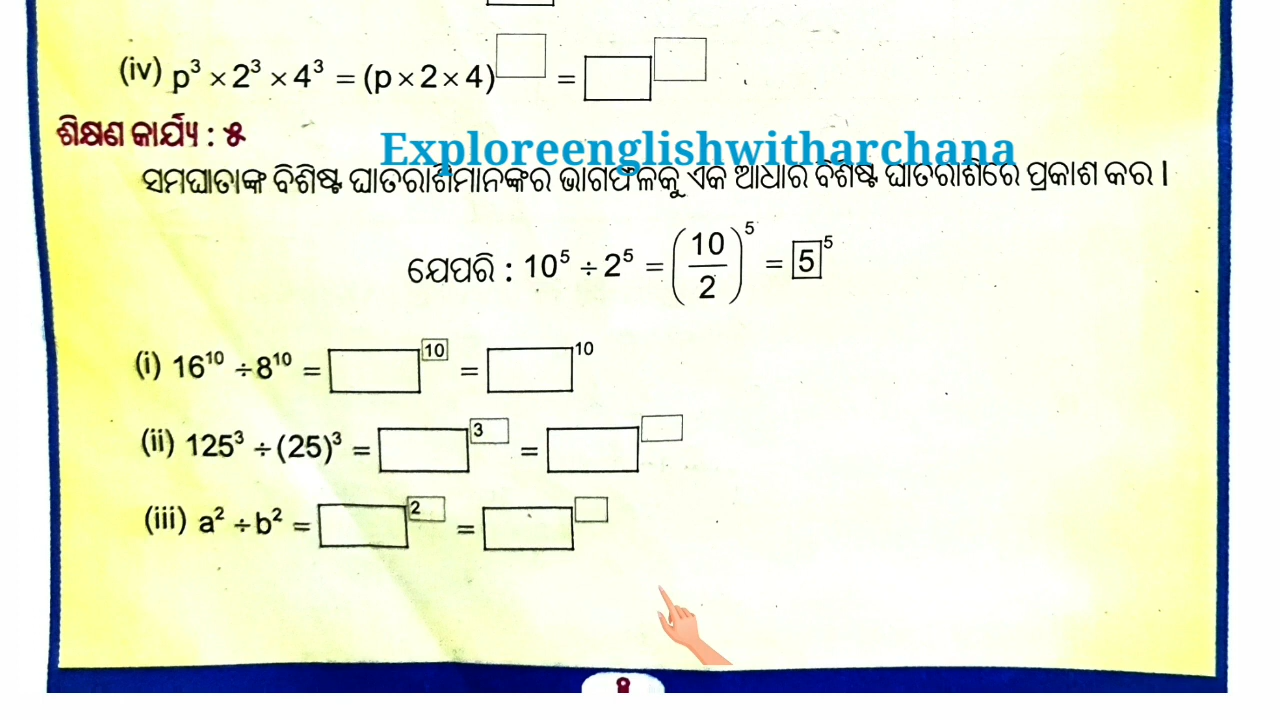 (iv) p³ × 2³ × 4³ = (p × 2 × 4) =
ଶିକ୍ଷଣ କାର୍ଯ୍ୟ : ୫
Exploreenglishwitharchana
ସମଘାତାଙ୍କ ବିଶିଷ୍ଟ ଘାତରାଶିମାନଙ୍କର ଭାଗଫଳକୁ ଏକ ଆଧାର ବିଶିଷ୍ଟ ଘାତରାଶିରେ ପ୍ରକାଶ କର ।
ଯେପରି : 10⁵ ÷ 2⁵ = (10/2)⁵ = 5⁵
(i) 16¹⁰ ÷ 8¹⁰ = ¹⁰ = ¹⁰
(ii) 125³ ÷ (25)³ = ³ =
(iii) a² ÷ b² = ² =